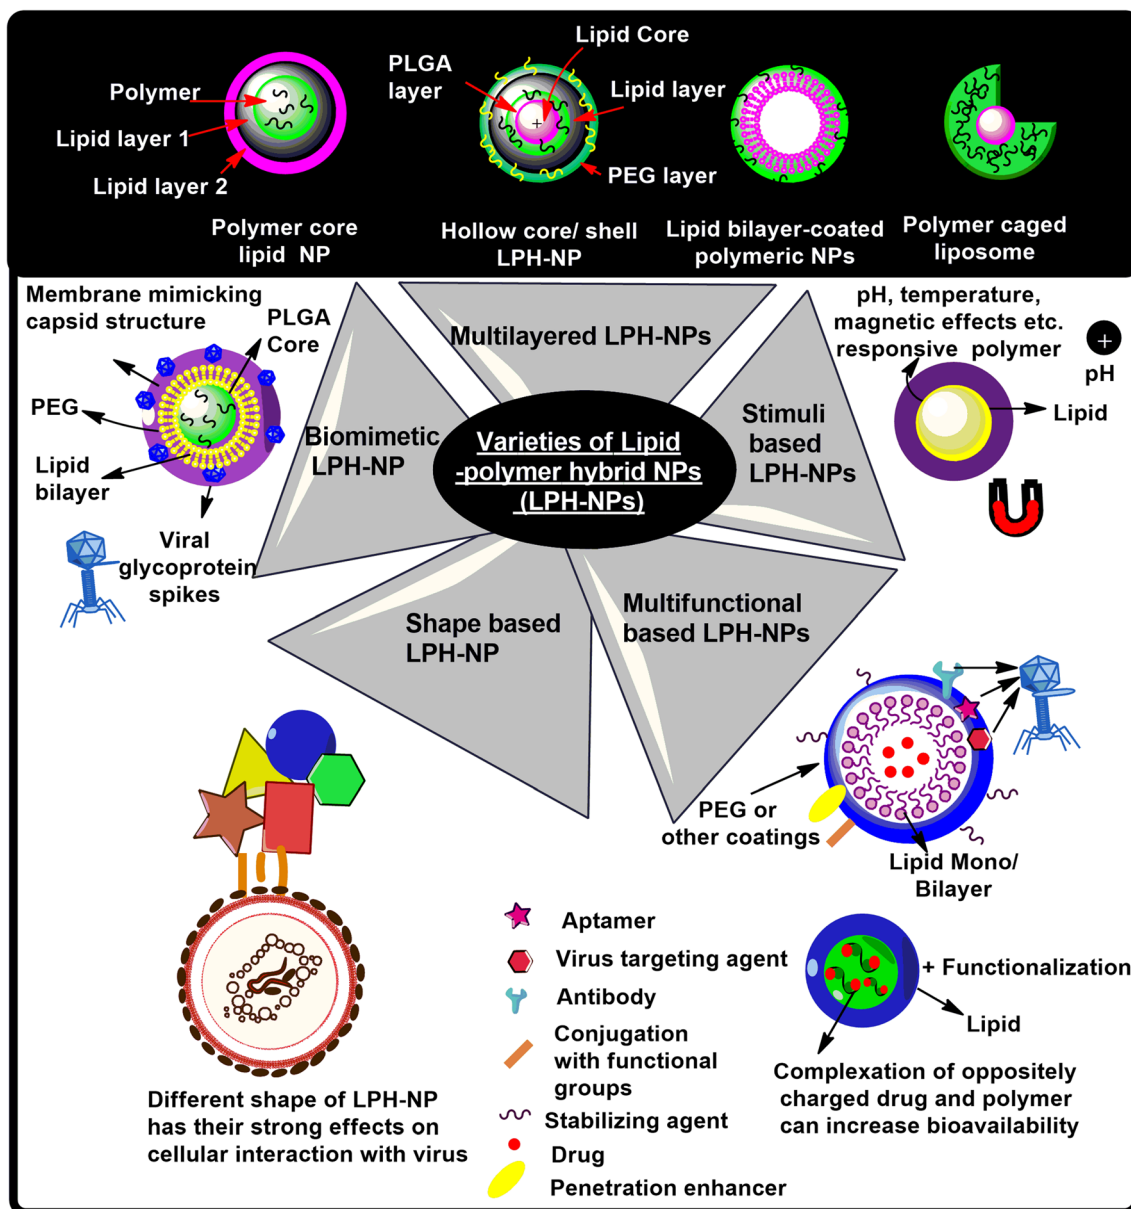 Polymer
Lipid layer 1
Lipid layer 2
Polymer core
lipid NP
PLGA
layer
Lipid Core
Lipid layer
PEG layer
Hollow core/ shell
LPH-NP
Lipid bilayer-coated
polymeric NPs
Polymer caged
liposome
Membrane mimicking
capsid structure
PLGA
Core
PEG
Lipid
bilayer
Viral
glycoprotein
spikes
Biomimetic
LPH-NP
Multilayered LPH-NPs
Stimuli
based
LPH-NPs
Varieties of Lipid
-polymer hybrid NPs
(LPH-NPs)
Shape based
LPH-NP
Multifunctional
based LPH-NPs
pH, temperature,
magnetic effects etc.
responsive polymer
+
pH
Lipid
PEG or
other coatings
Lipid Mono/
Bilayer
+ Functionalization
Lipid
Complexation of oppositely
charged drug and polymer
can increase bioavailability
Different shape of LPH-NP
has their strong effects on
cellular interaction with virus
Aptamer
Virus targeting agent
Antibody
Conjugation
with functional
groups
Stabilizing agent
Drug
Penetration enhancer